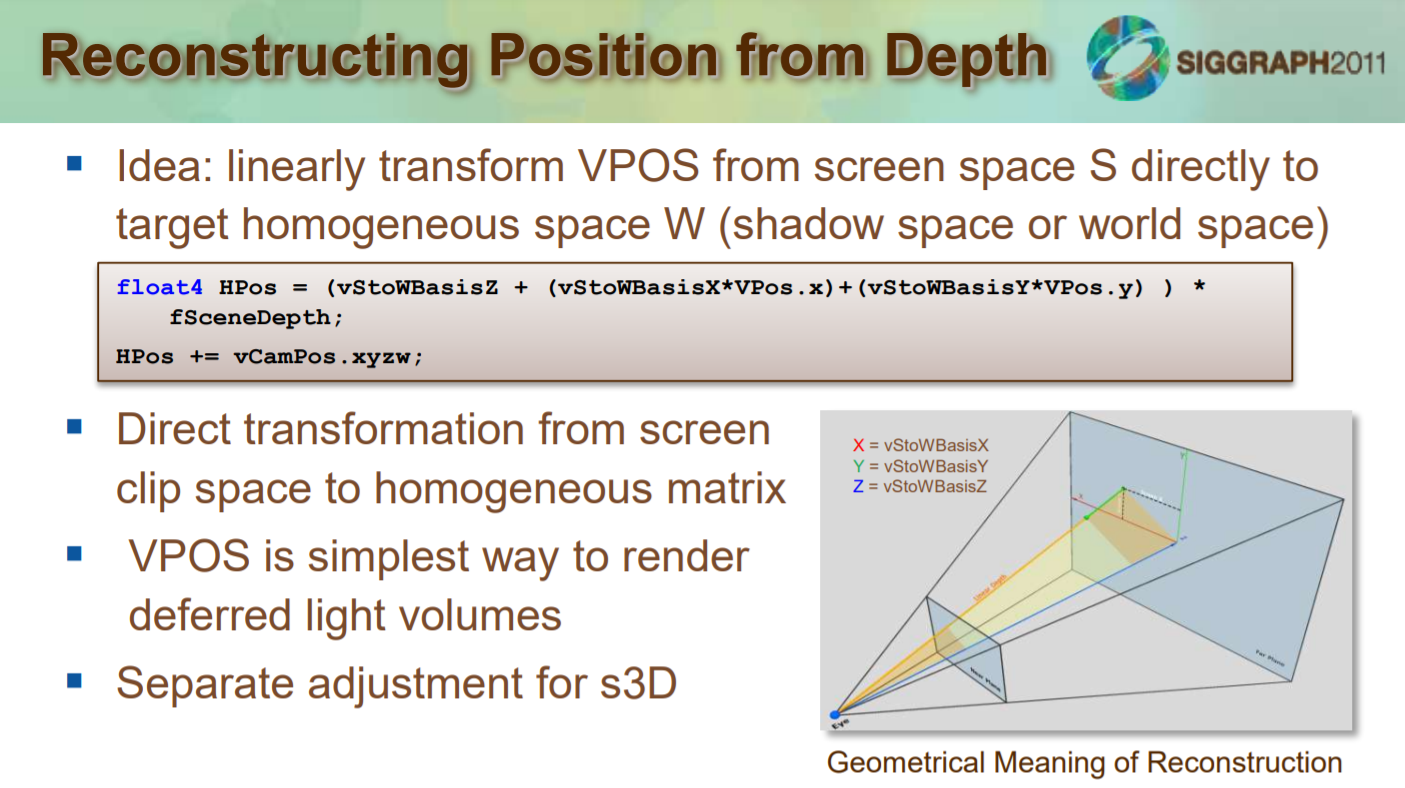 Reconstructing Position from Depth
SIGGRAPH2011
Idea: linearly transform VPOS from screen space S directly to
target homogeneous space W (shadow space or world space)
float4 HPos = (vStoWBasisZ + (vStoWBasisX*VPos.x)+(vStoWBasisY*VPos.y) ) *
fSceneDepth;
HPos += vCamPos.xyzw;
Direct transformation from screen
clip space to homogeneous matrix
VPOS is simplest way to render
deferred light volumes
Separate adjustment for s3D
X = vStoWBasisX
Y = vStoWBasisY
Z = vStoWBasisZ
Y
X
Linear Depth
Far Plane
Near Plane
Eye
Geometrical Meaning of Reconstruction